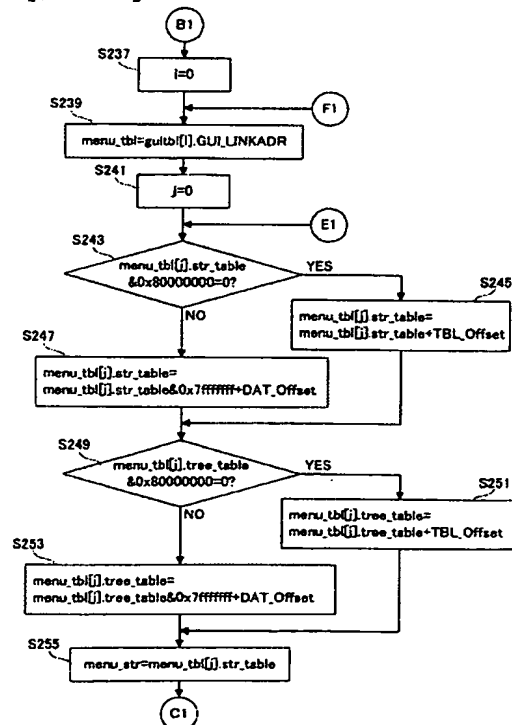 B1
S237
i=0
F1
S239
menu_tbl=guitbl[i].GUI_LINKADR
S241
j=0
E1
S243
menu_tbl[j].str_table
&0x80000000=0?
YES
S245
menu_tbl[j].str_table=
menu_tbl[j].str_table+TBL_Offset
NO
S247
menu_tbl[j].str_table=
menu_tbl[j].str_table&0x7fffffff+DAT_Offset
S249
menu_tbl[j].tree_table
&0x80000000=0?
YES
S251
menu_tbl[j].tree_table=
menu_tbl[j].tree_table+TBL_Offset
NO
S253
menu_tbl[j].tree_table=
menu_tbl[j].tree_table&0x7fffffff+DAT_Offset
S255
menu_str=menu_tbl[j].str_table
C1